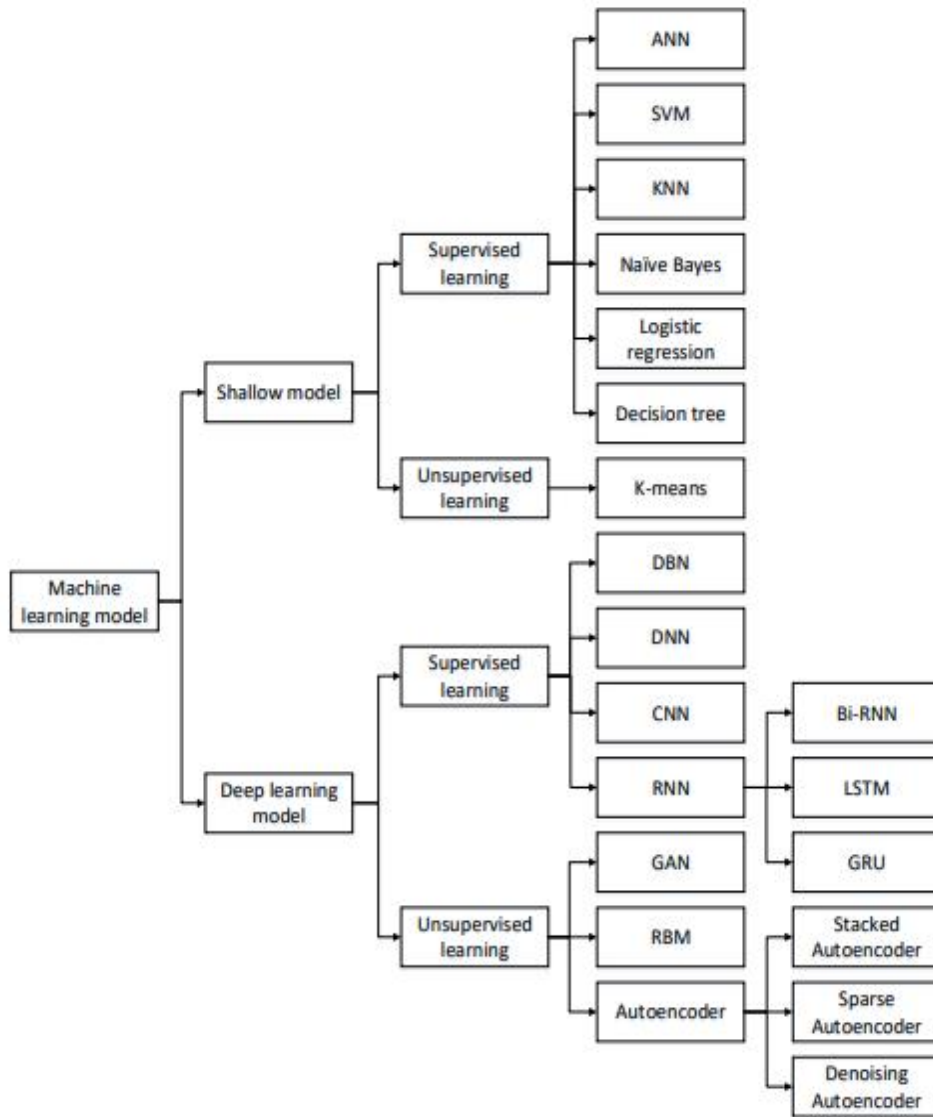 ANN
SVM
KNN
Supervised
learning
Naïve Bayes
Logistic
regression
Shallow model
Decision tree
Unsupervised
learning
K-means
Machine
learning model
DBN
DNN
Supervised
learning
CNN
Bi-RNN
Deep learning
model
RNN
LSTM
GAN
GRU
Unsupervised
learning
RBM
Stacked
Autoencoder
Autoencoder
Sparse
Autoencoder
Denoising
Autoencoder